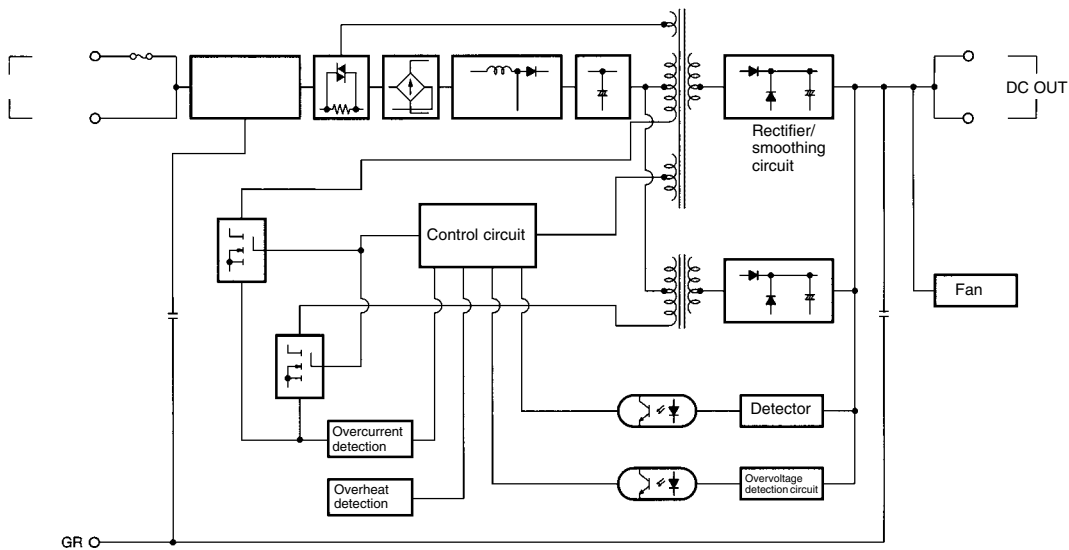 DC OUT
Rectifier/
smoothing
circuit
Control circuit
Fan
Detector
Overcurrent
detection
Overvoltage
detection circuit
Overheat
detection
GR